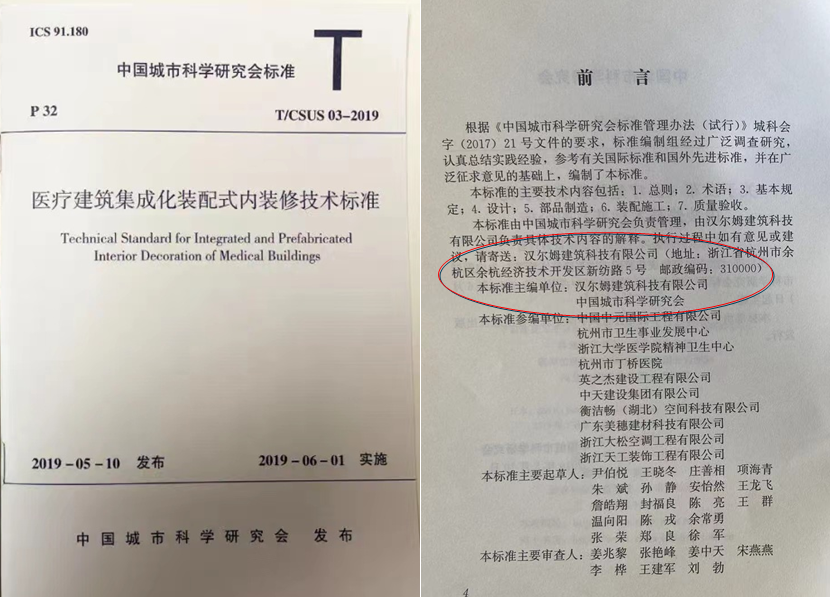 ICS 91.180
T
中国城市科学研究会标准
P 32
T/CSUS 03-2019
医疗建筑集成化装配式内装修技术标准
Technical Standard for Integrated and Prefabricated
Interior Decoration of Medical Buildings
2019-05-10 发布
2019-06-01 实施
中国城市科学研究会 发布
前 言
根据《中国城市科学研究会标准管理办法（试行）》城科会
字（2017）21 号文件的要求，标准编制组经过广泛调查研究，
认真总结实践经验，参考有关国际标准和国外先进标准，并在广
泛征求意见的基础上，编制了本标准。
本标准的主要技术内容包括：1. 总则；2. 术语；3. 基本规
定；4. 设计；5. 部品制造；6. 装配施工；7. 质量验收。
本标准由中国城市科学研究会负责管理，由汉尔姆建筑科技
有限公司负责具体技术内容的解释。执行过程中如有意见或建
议，请寄送：汉尔姆建筑科技有限公司（地址：浙江省杭州市余
杭区余杭经济技术开发区新纺路 5 号 邮政编码：310000）
本标准主编单位：汉尔姆建筑科技有限公司
中国城市科学研究会
本标准参编单位：中国中元国际工程有限公司
杭州市卫生事业发展中心
浙江大学医学院精神卫生中心
杭州市丁桥医院
英之杰建设工程有限公司
中天建设集团有限公司
衡洁畅（湖北）空间科技有限公司
广东美穗建材科技有限公司
浙江大松空调工程有限公司
浙江天工装饰工程有限公司
本标准主要起草人：尹伯悦 王晓冬 庄善相 项海青
朱 斌 孙 静 安怡然 王龙飞
詹皓翔 封福良 陈 亮 王 群
温向阳 陈 戎 余常勇
张 荣 郑 良 徐 军
本标准主要审查人：姜兆黎 张艳峰 姜中天 宋燕燕
李 桦 王建军 刘 勃
4